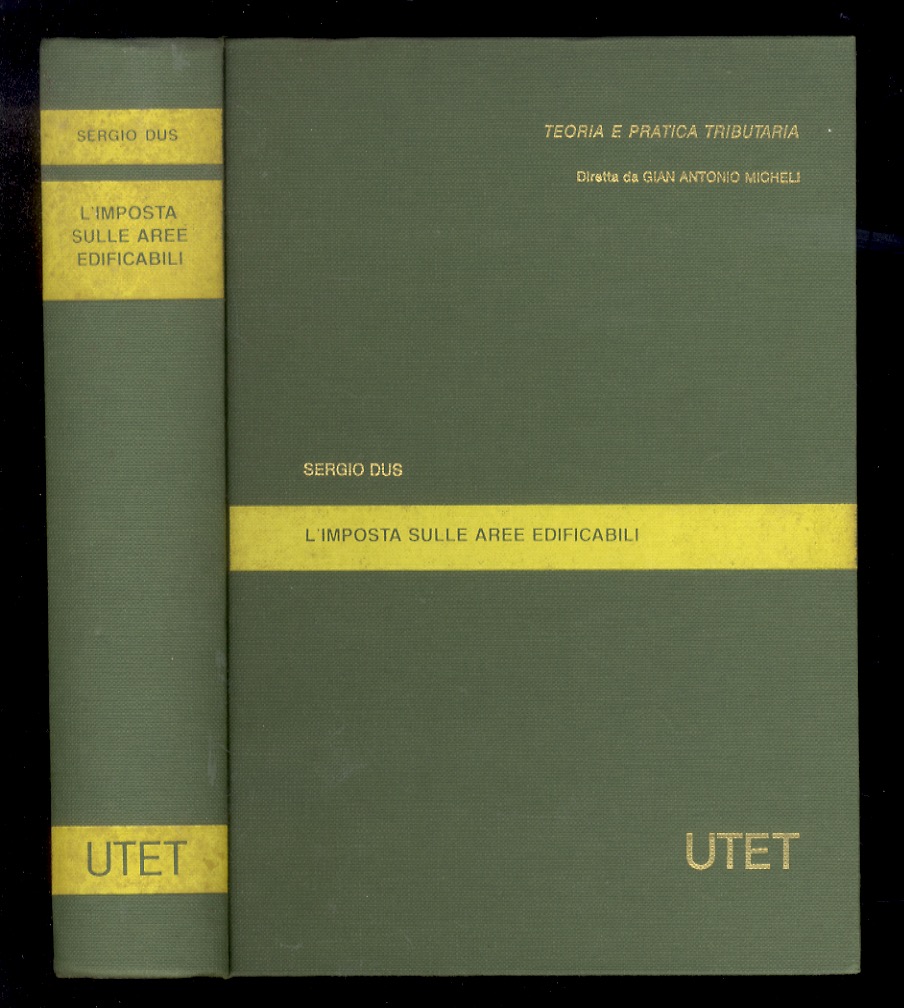 SERGIO DUS
L'IMPOSTA
SULLE AREE
EDIFICABILI
UTET
TEORIA E PRATICA TRIBUTARIA
Diretta da GIAN ANTONIO MICHELI
SERGIO DUS
L'IMPOSTA SULLE AREE EDIFICABILI
UTET